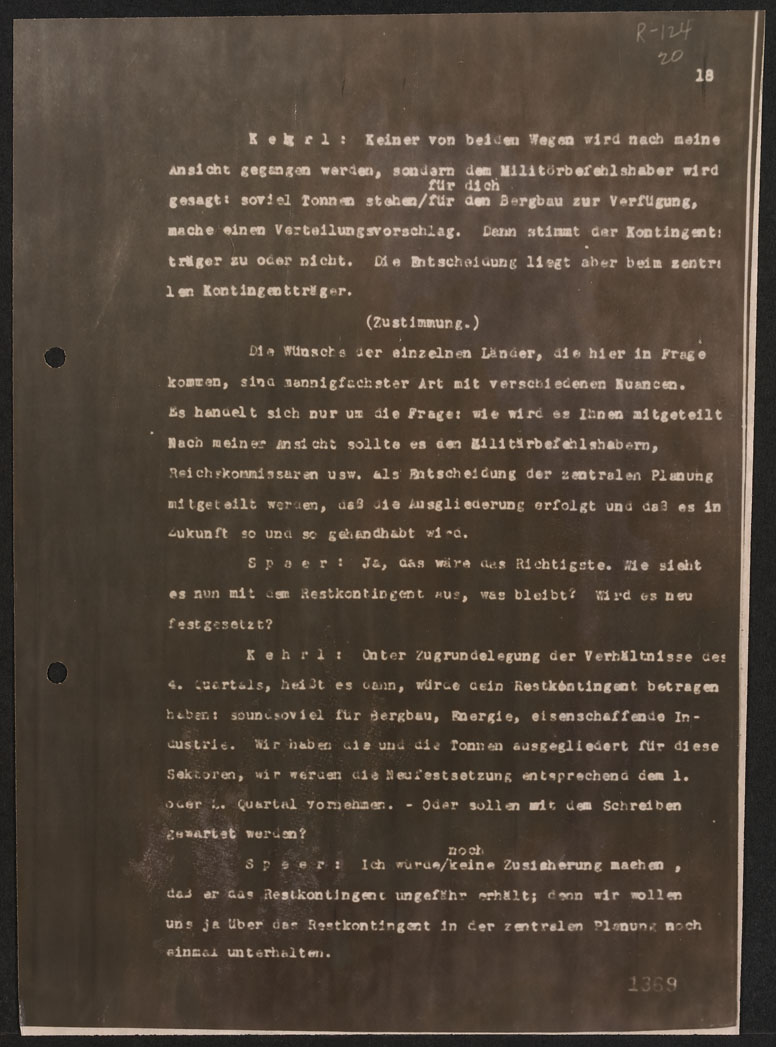 R-124
20
18
K e h r l : Keiner von beiden Wegen wird nach meine
Ansicht gegangen werden, sondern dem Militörbefehlshaber wird
für dich
gesagt: soviel Tonnen stehen/für den Bergbau zur Verfügung,
mache einen Verteilungsvorschlag. Dann stimmt der Kontingent
träger zu oder nicht. Die Entscheidung liegt aber beim zentra
len Kontingentträger.
(Zustimmung.)
Die Wünsche der einzelnen Länder, die hier in Frage
kommen, sind mannigfachster Art mit verschiedenen Nuancen.
Es handelt sich nur um die Frage: wie wird es Ihnen mitgeteilt
Nach meiner Ansicht sollte es den Militärbefehlshabern,
Reichskommissaren usw. als Entscheidung der zentralen Planung
mitgeteilt werden, daß die Ausgliederung erfolgt und daß es in
Zukunft so und so gehandhabt wird.
S p e e r : Ja, das wäre das Richtigste. Wie sieht
es nun mit dem Restkontingent aus, was bleibt? Wird es neu
festgesetzt?
K e h r l : Unter Zugrundelegung der Verhältnisse des
4. Quartals, heißt es dann, würde dein Restkontingent betragen
haben: soundsoviel für Bergbau, Energie, eisenschaffende In-
dustrie. Wir haben die und die Tonnen ausgegliedert für diese
Sektoren, wir werden die Neufestsetzung entsprechend dem 1.
oder 2. Quartal vornehmen. - Oder sollen mit dem Schreiben
gewartet werden?
noch
S p e e r : Ich würde/keine Zusicherung machen ,
daß er das Restkontingent ungefähr erhält; denn wir wollen
uns ja über das Restkontingent in der zentralen Planung noch
einmal unterhalten.
1369